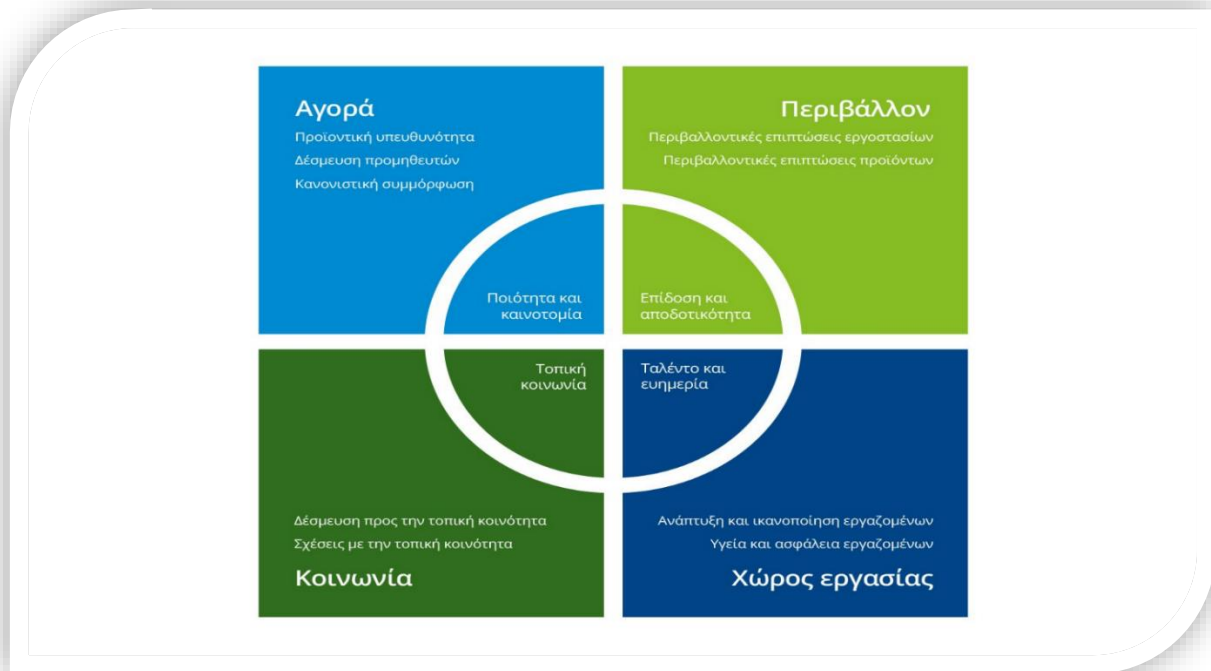 Αγορά
Προϊοντική υπευθυνότητα
Δέσμευση προμηθευτών
Κανονιστική συμμόρφωση
Ποιότητα και
καινοτομία
Περιβάλλον
Περιβαλλοντικές επιπτώσεις εργοστασίων
Περιβαλλοντικές επιπτώσεις προϊόντων
Επίδοση και
αποδοτικότητα
Τοπική
κοινωνία
Δέσμευση προς την τοπική κοινότητα
Σχέσεις με την τοπική κοινότητα
Κοινωνία
Ταλέντο και
ευημερία
Ανάπτυξη και ικανοποίηση εργαζομένων
Υγεία και ασφάλεια εργαζομένων
Χώρος εργασίας